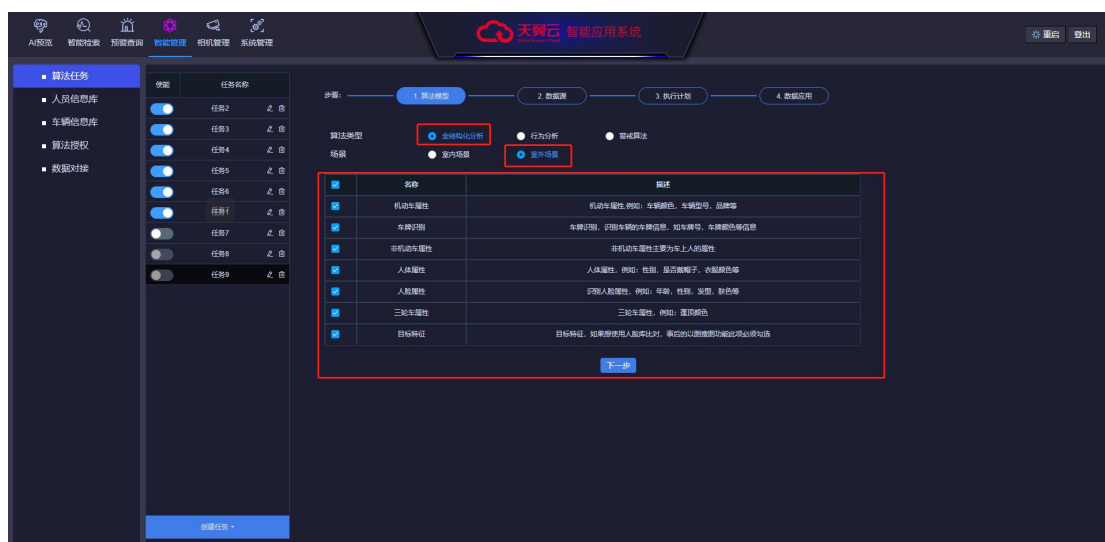 天翼云 智能应用系统
AI预览 智能检索 预警查询 智能管理 相机管理 系统管理
重启 登出
算法任务
人员信息库
车辆信息库
算法授权
数据对接
使能 任务名称
任务2
任务3
任务4
任务5
任务6
任务1
任务7
任务8
任务9
创建任务 +
步骤: 1. 算法模型 2. 数据源 3. 执行计划 4. 数据应用
算法类型 全结构化分析 行为分析 警戒算法
场景 室内场景 室外场景
名称 描述
机动车属性 机动车属性,例如：车辆颜色，车辆型号，品牌等
车牌识别 车牌识别，识别车辆的车牌信息，如车牌号，车牌颜色等信息
非机动车属性 非机动车属性主要为车上人的属性
人体属性 人体属性，例如：性别，是否戴帽子，衣服颜色等
人脸属性 识别人脸属性，例如：年龄，性别，发型，肤色等
三轮车属性 三轮车属性，例如：蓬顶颜色
目标特征 目标特征，如果想使用人脸库比对，事后的以图搜图功能此项必须勾选
下一步